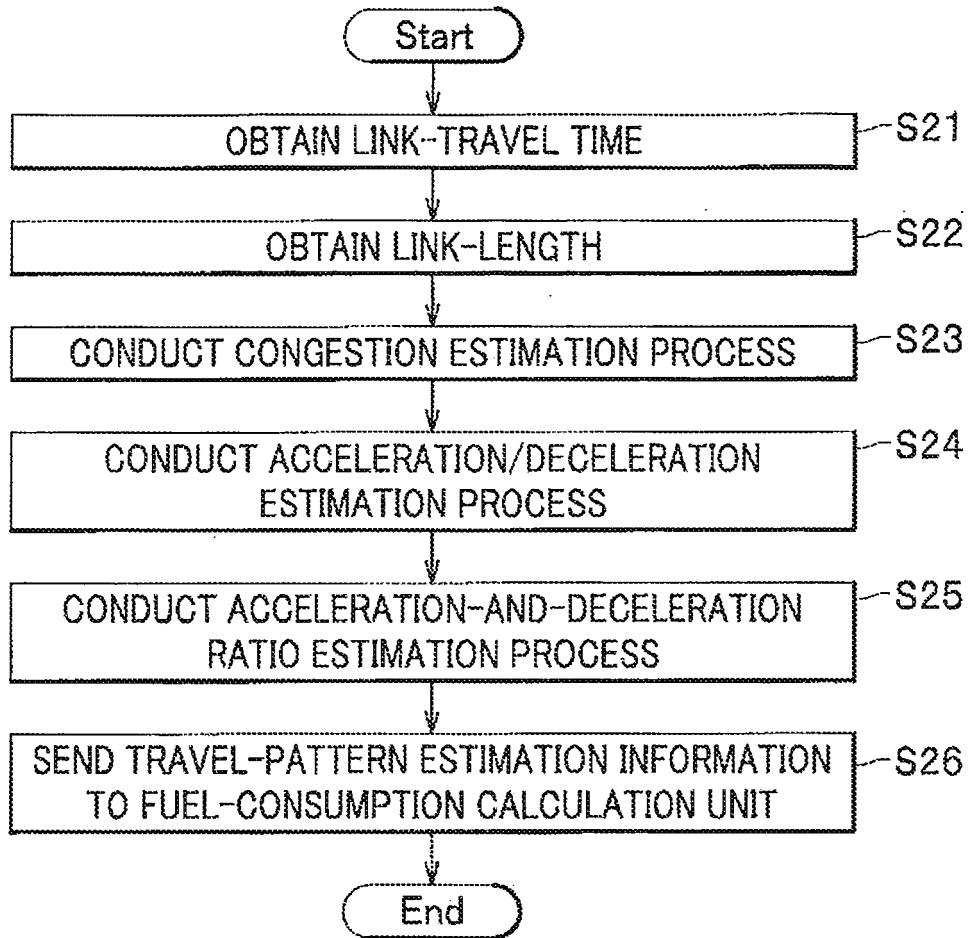 Start
OBTAIN LINK-TRAVEL TIME
S21
OBTAIN LINK-LENGTH
S22
CONDUCT CONGESTION ESTIMATION PROCESS
S23
CONDUCT ACCELERATION/DECELERATION
ESTIMATION PROCESS
S24
CONDUCT ACCELERATION-AND-DECELERATION
RATIO ESTIMATION PROCESS
S25
SEND TRAVEL-PATTERN ESTIMATION INFORMATION
TO FUEL-CONSUMPTION CALCULATION UNIT
S26
End